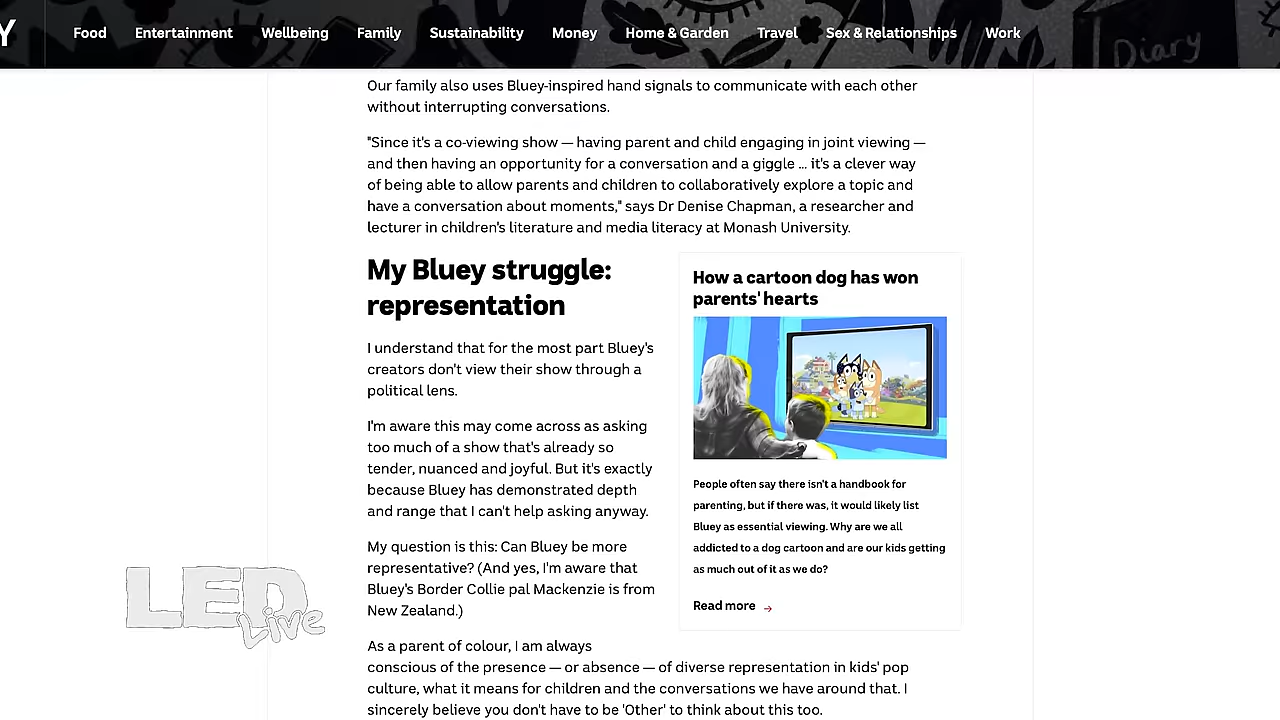 Y
Food Entertainment Wellbeing Family Sustainability Money Home & Garden Travel Sex & Relationships Work
Diary
Our family also uses Bluey-inspired hand signals to communicate with each other
without interrupting conversations.
"Since it's a co-viewing show — having parent and child engaging in joint viewing —
and then having an opportunity for a conversation and a giggle ... it's a clever way
of being able to allow parents and children to collaboratively explore a topic and
have a conversation about moments," says Dr Denise Chapman, a researcher and
lecturer in children's literature and media literacy at Monash University.
My Bluey struggle:
representation
I understand that for the most part Bluey's
creators don't view their show through a
political lens.
I'm aware this may come across as asking
too much of a show that's already so
tender, nuanced and joyful. But it's exactly
because Bluey has demonstrated depth
and range that I can't help asking anyway.
My question is this: Can Bluey be more
representative? (And yes, I'm aware that
Bluey's Border Collie pal Mackenzie is from
New Zealand.)
As a parent of colour, I am always
conscious of the presence — or absence — of diverse representation in kids' pop
culture, what it means for children and the conversations we have around that. I
sincerely believe you don't have to be 'Other' to think about this too.
How a cartoon dog has won
parents' hearts
People often say there isn't a handbook for
parenting, but if there was, it would likely list
Bluey as essential viewing. Why are we all
addicted to a dog cartoon and are our kids getting
as much out of it as we do?
Read more →
LED
Live